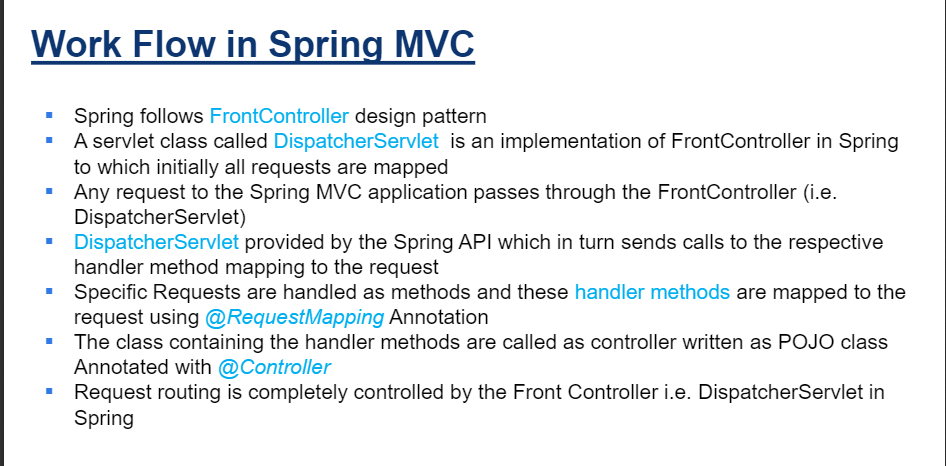 Work Flow in Spring MVC
▪ Spring follows FrontController design pattern
▪ A servlet class called DispatcherServlet is an implementation of FrontController in Spring
to which initially all requests are mapped
▪ Any request to the Spring MVC application passes through the FrontController (i.e.
DispatcherServlet)
▪ DispatcherServlet provided by the Spring API which in turn sends calls to the respective
handler method mapping to the request
▪ Specific Requests are handled as methods and these handler methods are mapped to the
request using @RequestMapping Annotation
▪ The class containing the handler methods are called as controller written as POJO class
Annotated with @Controller
▪ Request routing is completely controlled by the Front Controller i.e. DispatcherServlet in
Spring